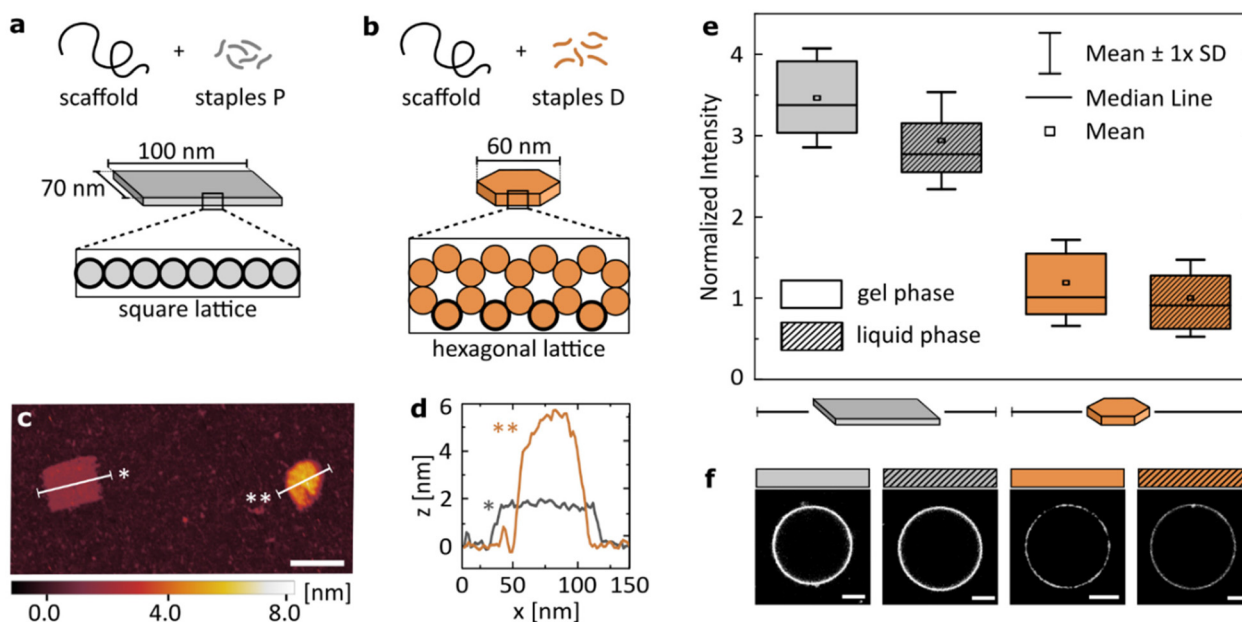 a
+
scaffold staples P
100 nm
70 nm
square lattice
b
+
scaffold staples D
60 nm
hexagonal lattice
c
*
**
0.0 4.0 8.0 [nm]
d
6
4
2
0
z [nm]
**
*
0 50 100 150
x [nm]
e
4
3
2
1
0
Normalized Intensity
Mean ± 1x SD
Median Line
Mean
gel phase
liquid phase
f